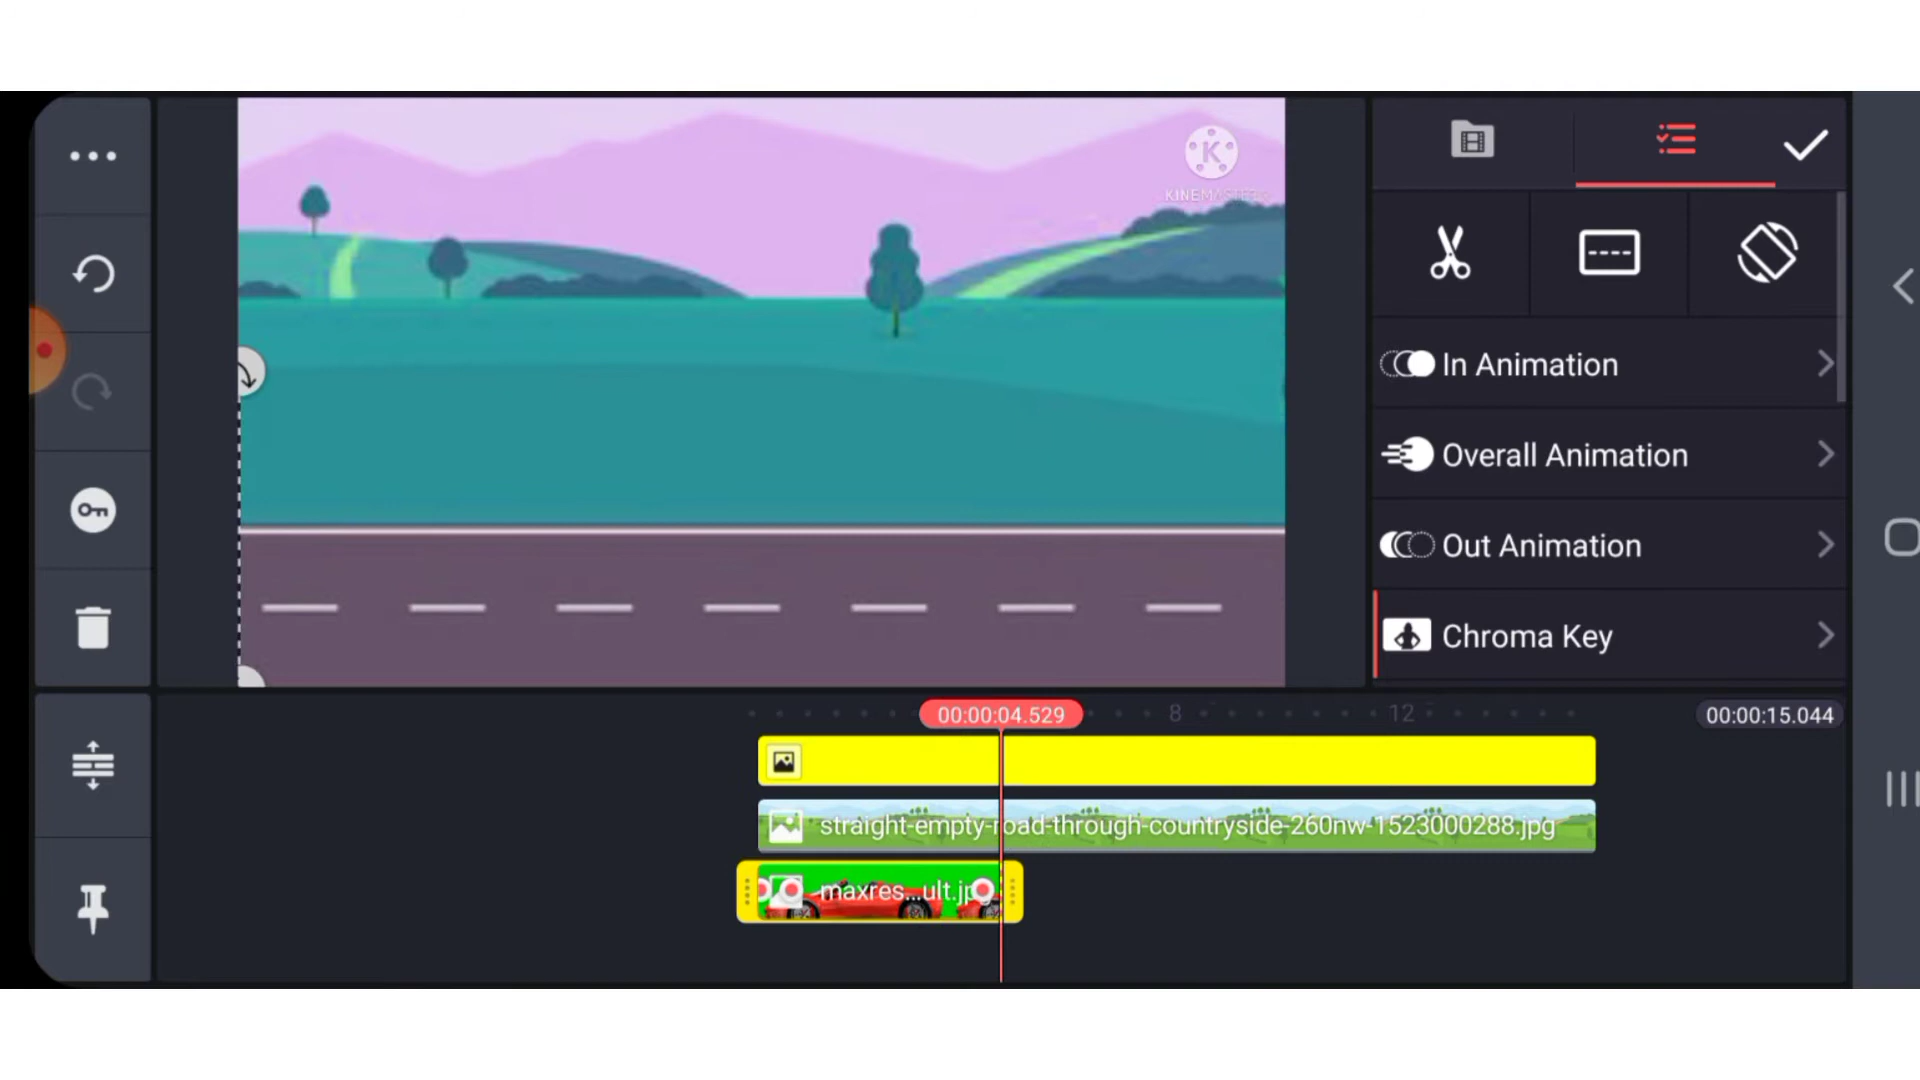 K
KINEMASTER
In Animation
Overall Animation
Out Animation
Chroma Key
00:00:04.529
8
12
00:00:15.044
straight-empty-road-through-countryside-260nw-1523000288.jpg
maxres...ult.jpg